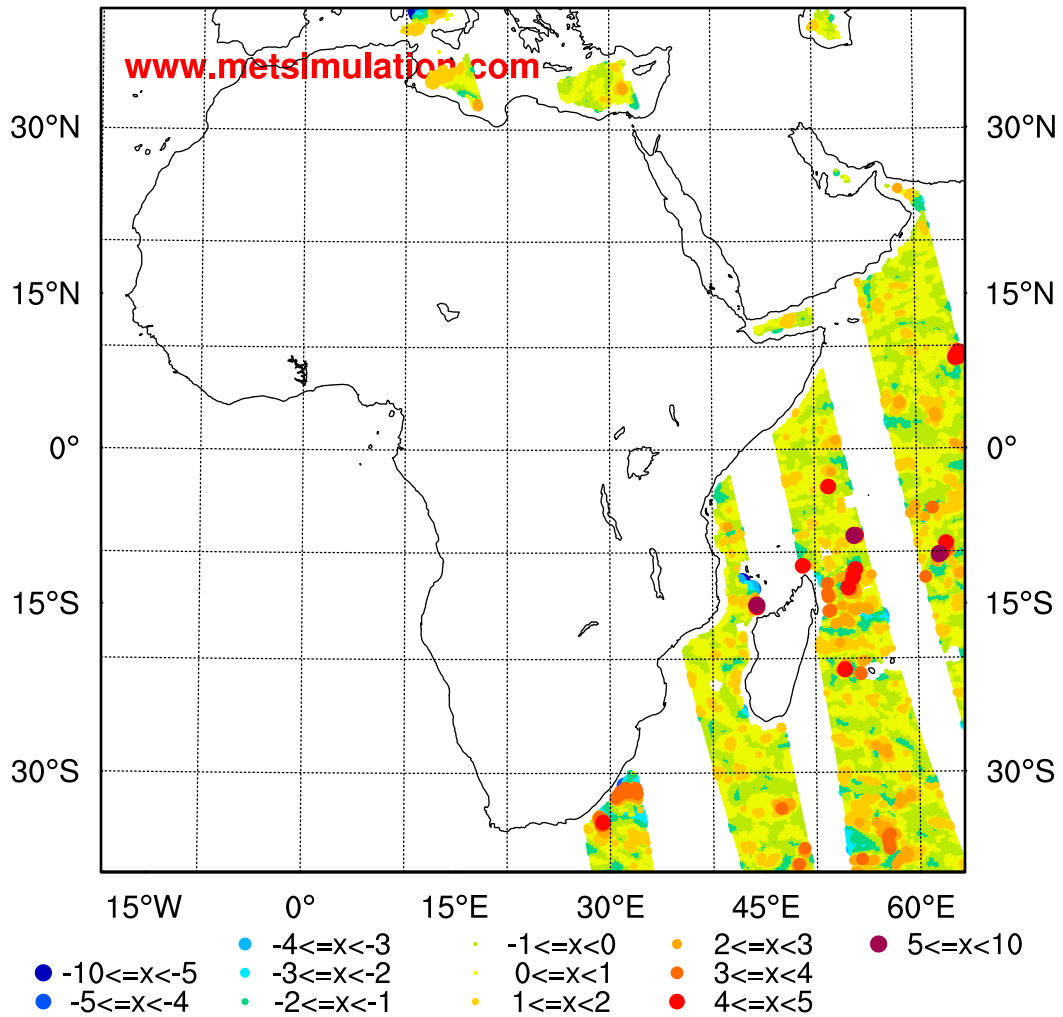 www.metsimulation.com
30°N 30°N
15°N 15°N
0° 0°
15°S 15°S
30°S 30°S
15°W 0° 15°E 30°E 45°E 60°E
-4<=x<-3 -1<=x<0 2<=x<3 5<=x<10
-10<=x<-5 -3<=x<-2 0<=x<1 3<=x<4
-5<=x<-4 -2<=x<-1 1<=x<2 4<=x<5